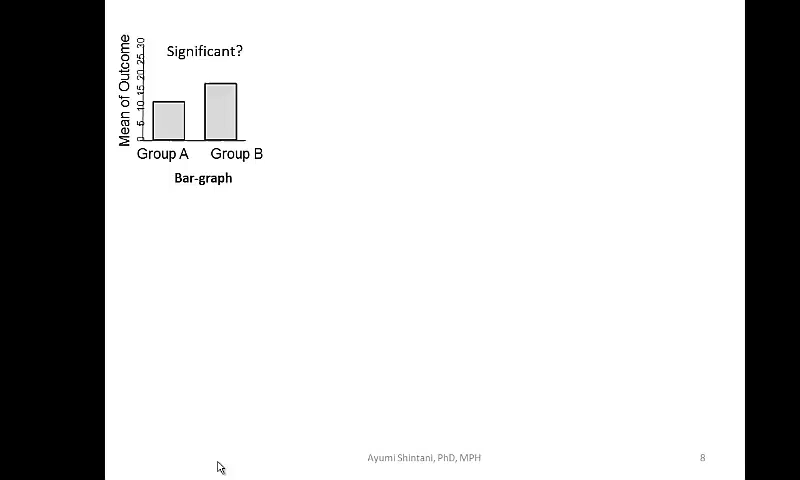 Significant?
Mean of Outcome
0 5 10 15 20 25 30
Group A Group B
Bar-graph
Ayumi Shintani, PhD, MPH
8